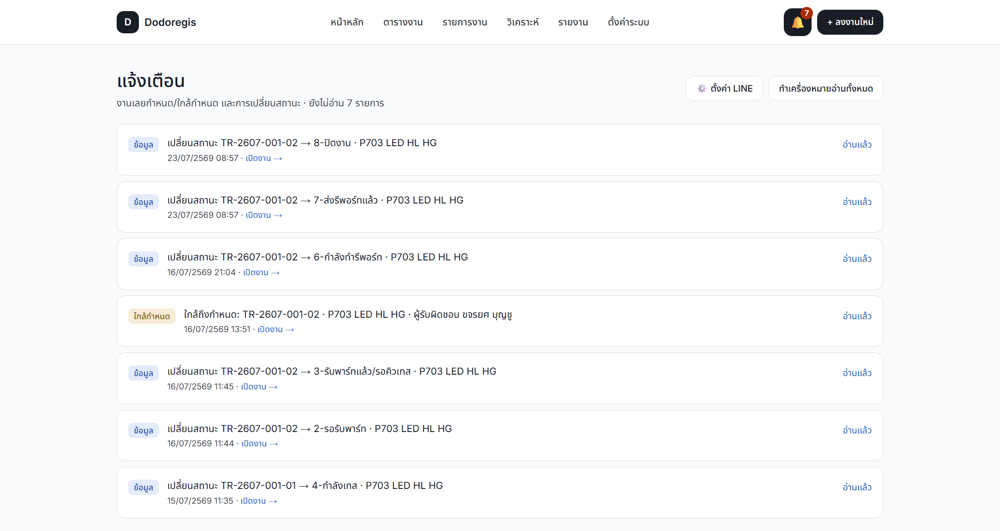 D Dodoregis หน้าหลัก ตารางงาน รายการงาน วิเคราะห์ รายงาน ตั้งค่าระบบ 7 + ลงงานใหม่
แจ้งเตือน
งานเลยกำหนด/ใกล้กำหนด และการเปลี่ยนสถานะ · ยังไม่อ่าน 7 รายการ
ตั้งค่า LINE ทำเครื่องหมายอ่านทั้งหมด
ข้อมูล เปลี่ยนสถานะ TR-2607-001-02 → 8-ปิดงาน · P703 LED HL HG อ่านแล้ว
23/07/2569 08:57 · เปิดงาน →
ข้อมูล เปลี่ยนสถานะ TR-2607-001-02 → 7-ส่งรีพอร์ทแล้ว · P703 LED HL HG อ่านแล้ว
23/07/2569 08:57 · เปิดงาน →
ข้อมูล เปลี่ยนสถานะ TR-2607-001-02 → 6-กำลังทำรีพอร์ท · P703 LED HL HG อ่านแล้ว
16/07/2569 21:04 · เปิดงาน →
ใกล้กำหนด ใกล้ถึงกำหนด: TR-2607-001-02 · P703 LED HL HG · ผู้รับผิดชอบ ขจรยศ บุญชู อ่านแล้ว
16/07/2569 13:51 · เปิดงาน →
ข้อมูล เปลี่ยนสถานะ TR-2607-001-02 → 3-รับพาร์ทแล้ว/รอคิวเทส · P703 LED HL HG อ่านแล้ว
16/07/2569 11:45 · เปิดงาน →
ข้อมูล เปลี่ยนสถานะ TR-2607-001-02 → 2-รอรับพาร์ท · P703 LED HL HG อ่านแล้ว
16/07/2569 11:44 · เปิดงาน →
ข้อมูล เปลี่ยนสถานะ TR-2607-001-01 → 4-กำลังเทส · P703 LED HL HG อ่านแล้ว
15/07/2569 11:35 · เปิดงาน →